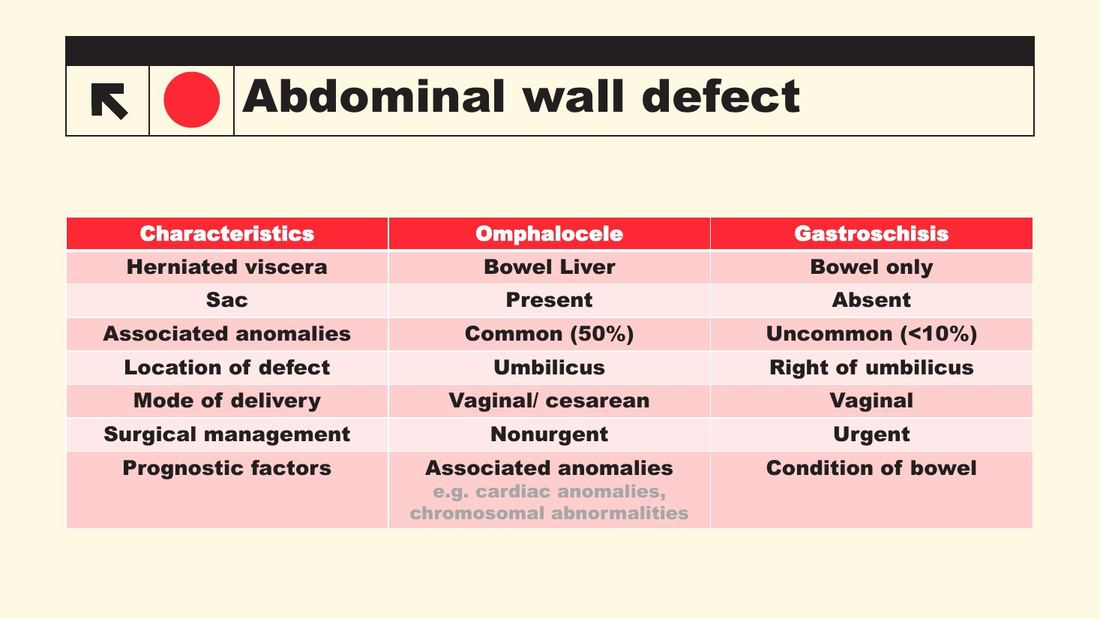 Abdominal wall defect
Characteristics Omphalocele Gastroschisis
Herniated viscera Bowel Liver Bowel only
Sac Present Absent
Associated anomalies Common (50%) Uncommon (<10%)
Location of defect Umbilicus Right of umbilicus
Mode of delivery Vaginal/ cesarean Vaginal
Surgical management Nonurgent Urgent
Prognostic factors Associated anomalies Condition of bowel
e.g. cardiac anomalies,
chromosomal abnormalities